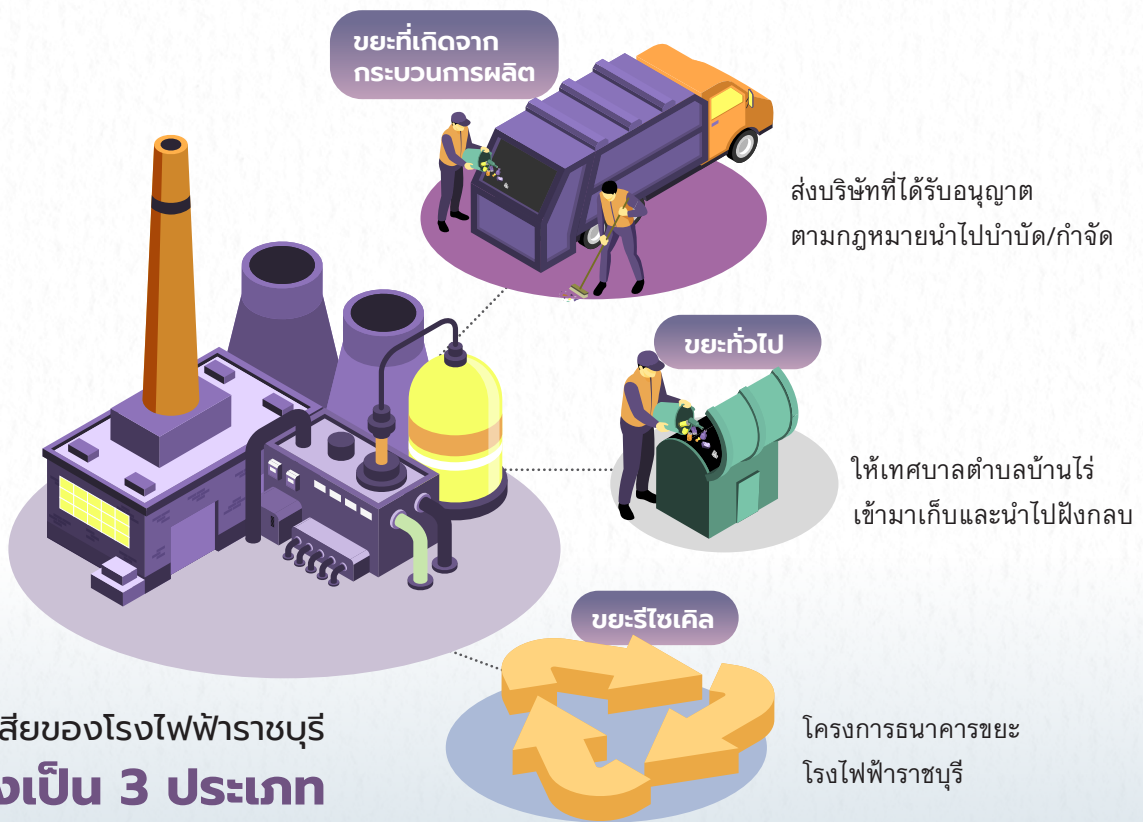 ขยะที่เกิดจาก
กระบวนการผลิต
ส่งบริษัทที่ได้รับอนุญาต
ตามกฎหมายนำไปบำบัด/กำจัด
ขยะทั่วไป
ให้เทศบาลตำบลบ้านไร่
เข้ามาเก็บและนำไปฝังกลบ
ขยะรีไซเคิล
โครงการธนาคารขยะ
โรงไฟฟ้าราชบุรี
สียของโรงไฟฟ้าราชบุรี
งเป็น 3 ประเภท